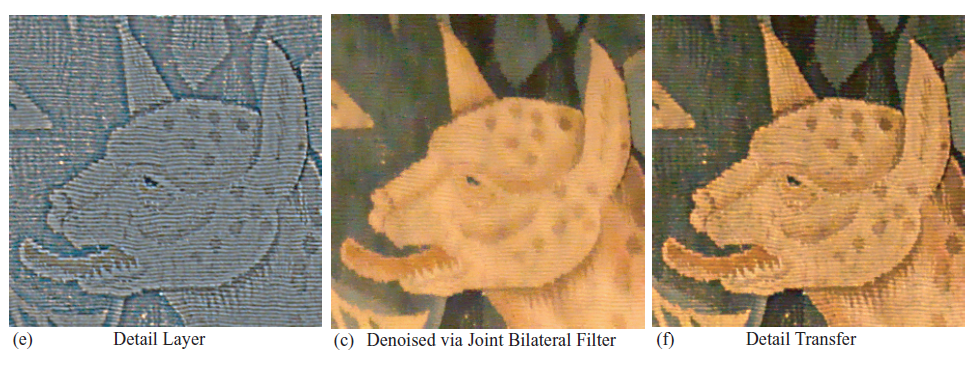 (e) Detail Layer (c) Denoised via Joint Bilateral Filter (f) Detail Transfer